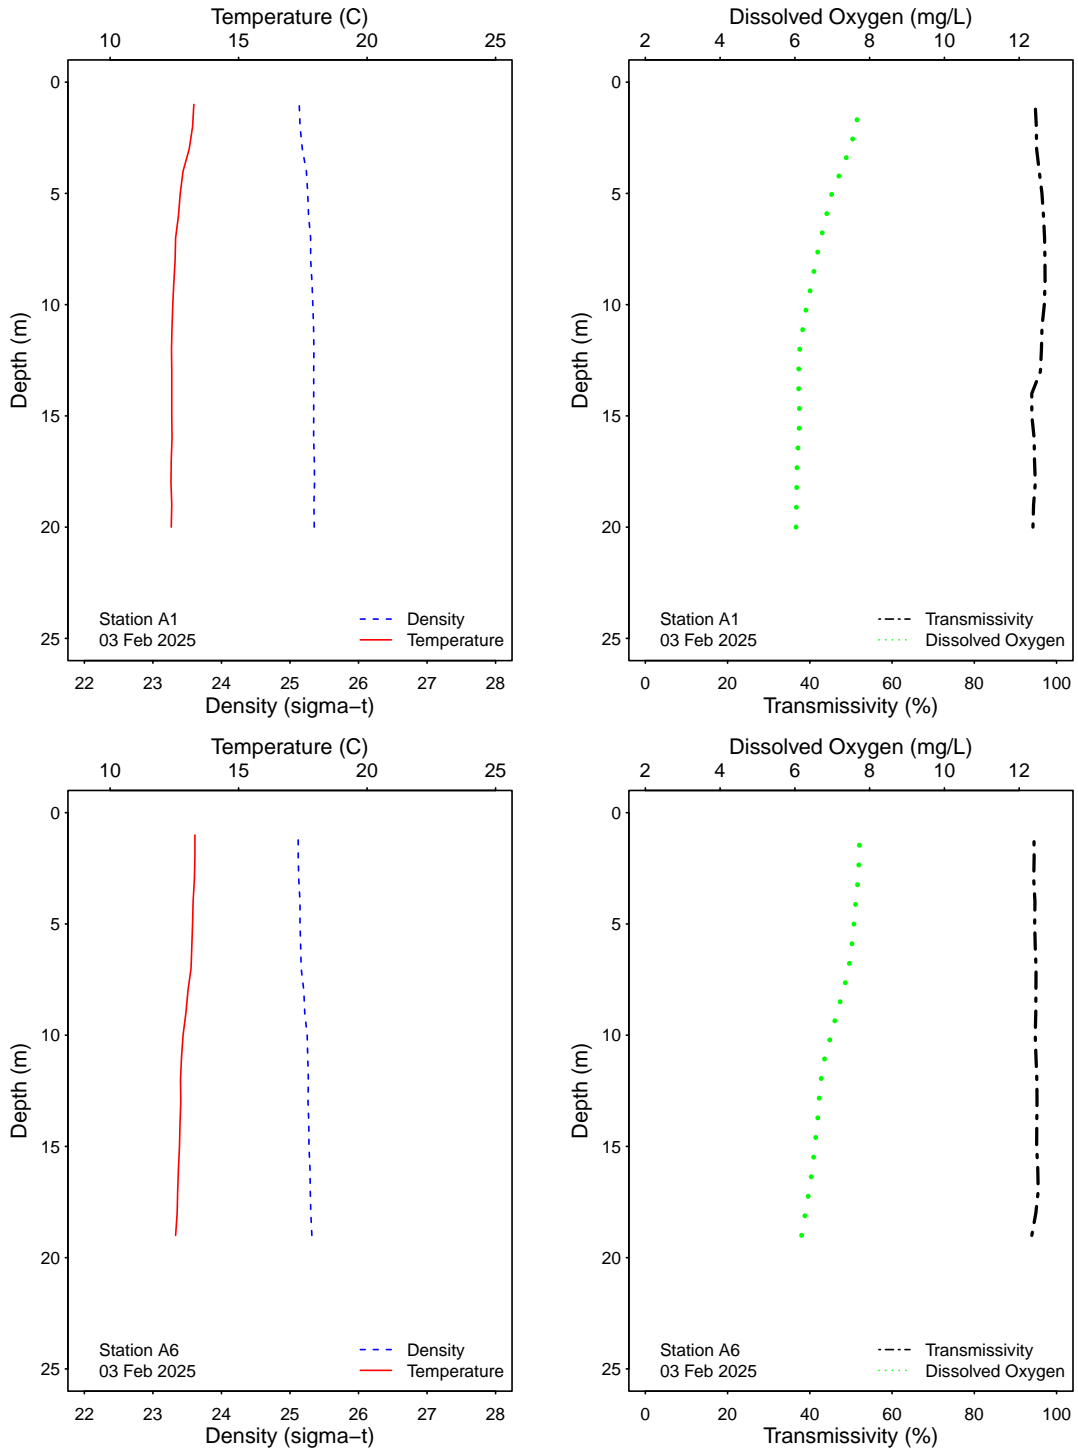 Temperature (C)
10 15 20 25
0
5
10
15
20
25
Depth (m)
Station A1
03 Feb 2025
Density
Temperature
22 23 24 25 26 27 28
Density (sigma−t)
Dissolved Oxygen (mg/L)
2 4 6 8 10 12
0
5
10
15
20
25
Depth (m)
Station A1
03 Feb 2025
Transmissivity
Dissolved Oxygen
0 20 40 60 80 100
Transmissivity (%)
Temperature (C)
10 15 20 25
0
5
10
15
20
25
Depth (m)
Station A6
03 Feb 2025
Density
Temperature
22 23 24 25 26 27 28
Density (sigma−t)
Dissolved Oxygen (mg/L)
2 4 6 8 10 12
0
5
10
15
20
25
Depth (m)
Station A6
03 Feb 2025
Transmissivity
Dissolved Oxygen
0 20 40 60 80 100
Transmissivity (%)